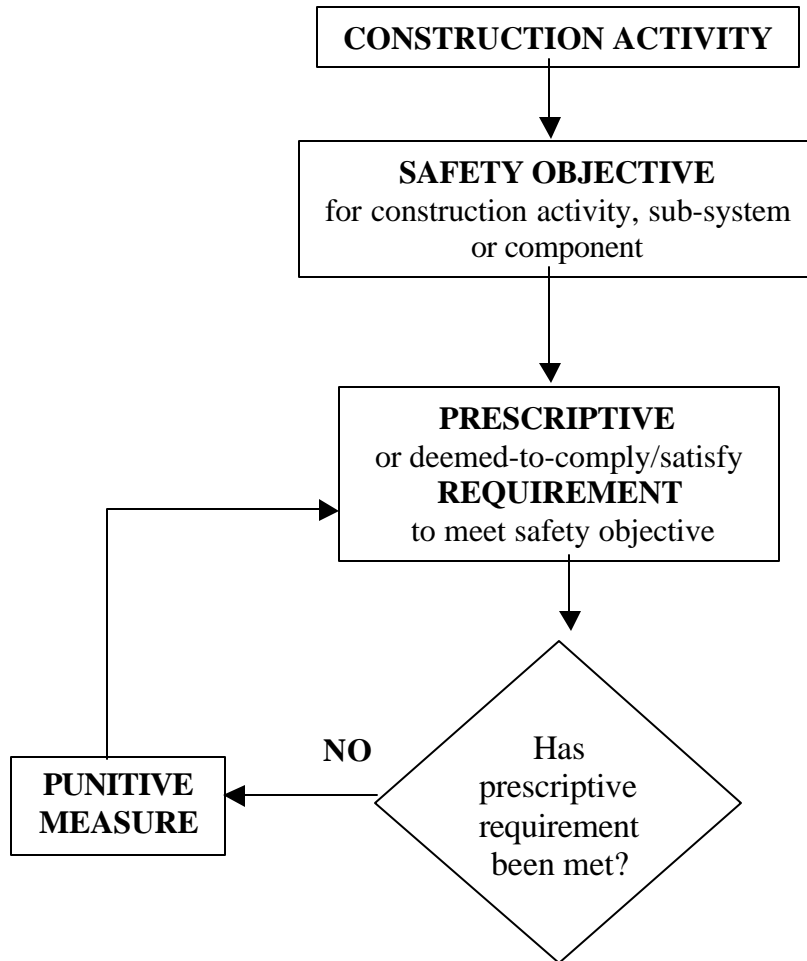 CONSTRUCTION ACTIVITY
SAFETY OBJECTIVE
for construction activity, sub-system
or component
PRESCRIPTIVE
or deemed-to-comply/satisfy
REQUIREMENT
to meet safety objective
Has
prescriptive
requirement
been met?
NO
PUNITIVE
MEASURE